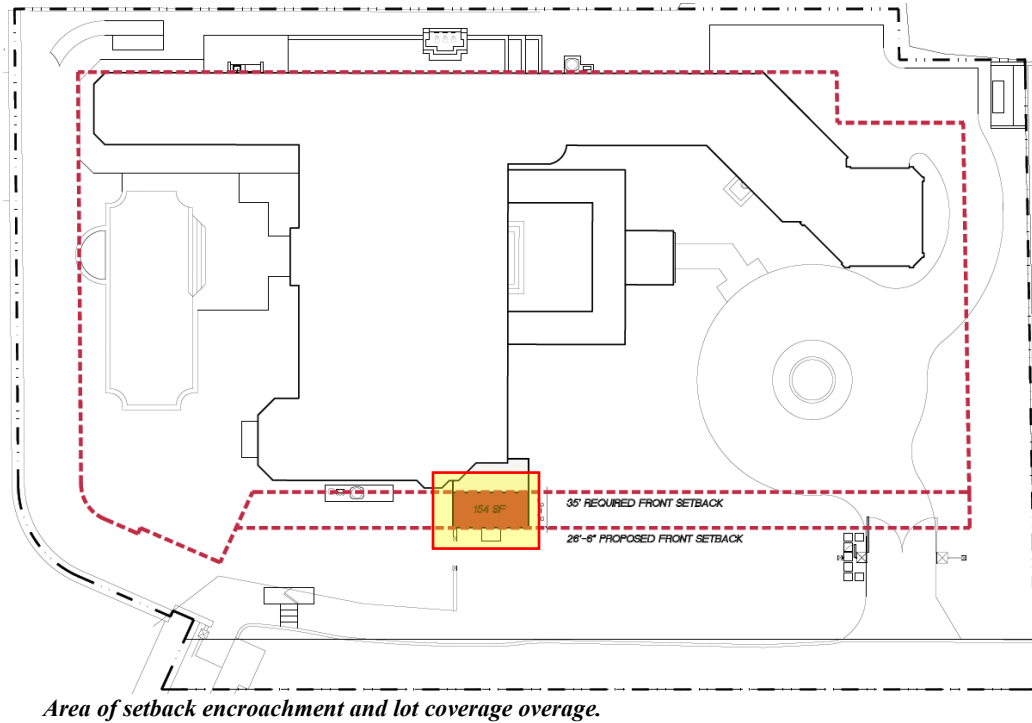 154 SF
35' REQUIRED FRONT SETBACK
26'-6" PROPOSED FRONT SETBACK
Area of setback encroachment and lot coverage overage.